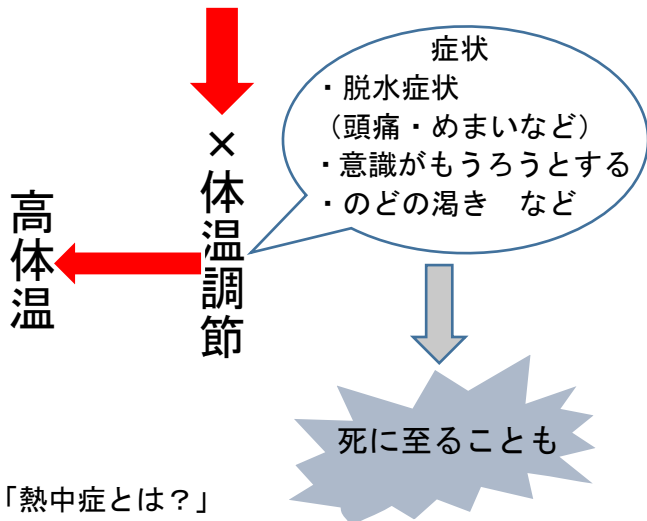 症状
・脱水症状
（頭痛・めまいなど）
・意識がもうろうとする
・のどの渇き　など
×体温調節
高体温
死に至ることも
「熱中症とは？」